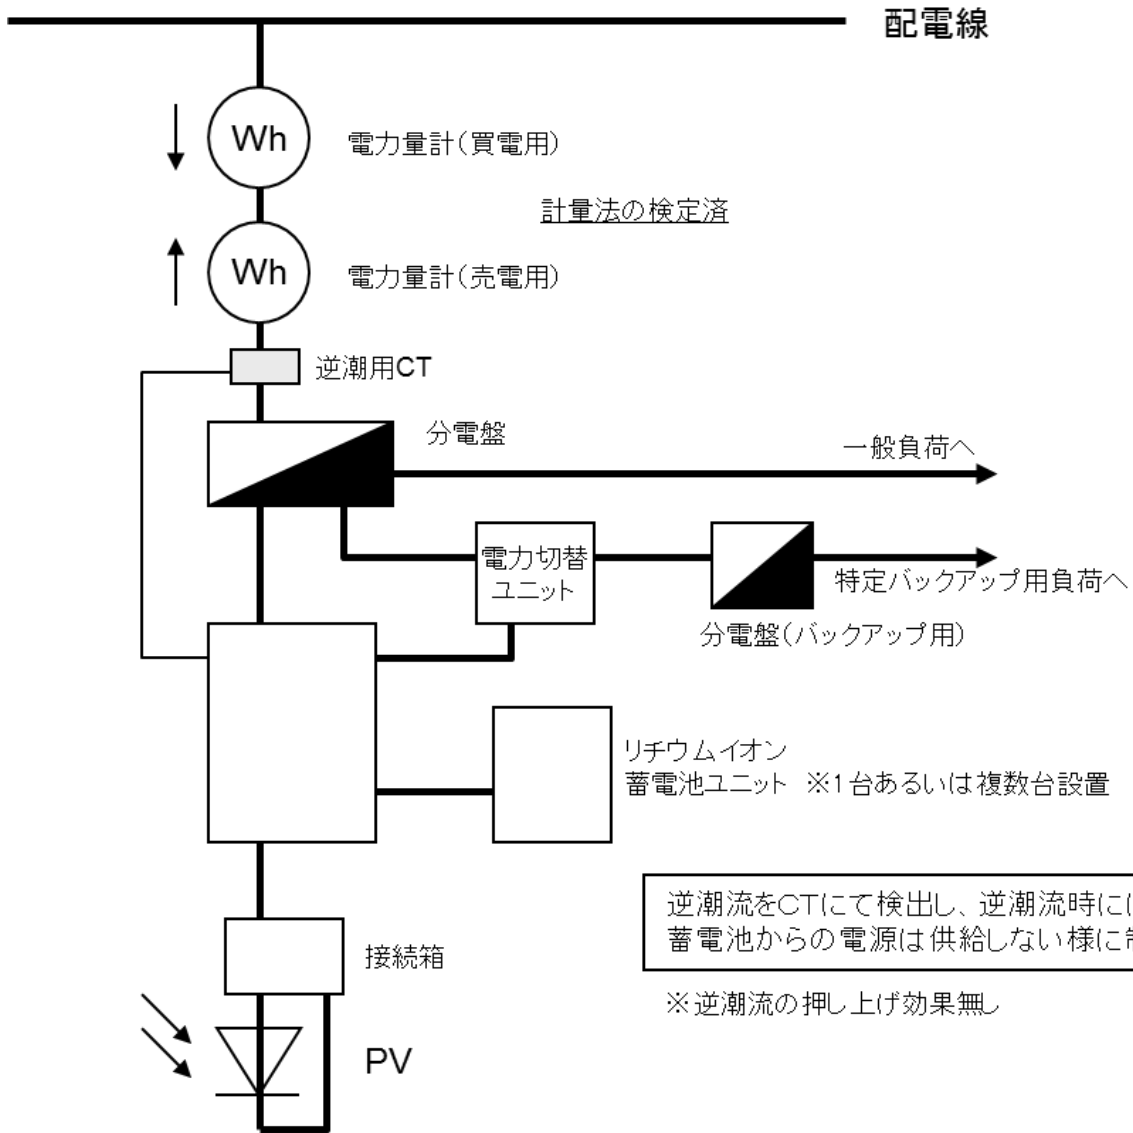 配電線
Wh
電力量計(買電用)
計量法の検定済
Wh
電力量計(売電用)
逆潮用CT
分電盤
一般負荷へ
電力切替
ユニット
特定バックアップ用負荷へ
分電盤(バックアップ用)
リチウムイオン
蓄電池ユニット ※1台あるいは複数台設置
逆潮流をCTにて検出し、逆潮流時に
蓄電池からの電源は供給しない様に
接続箱
※逆潮流の押し上げ効果無し
PV